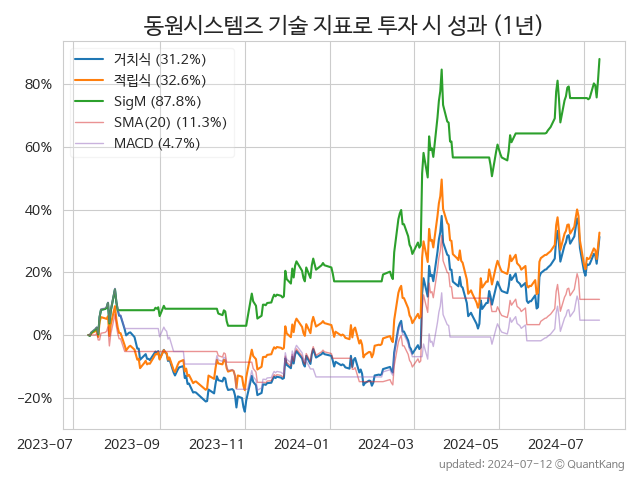 동원시스템즈 기술 지표로 투자 시 성과 (1년)
거치식 (31.2%)
적립식 (32.6%)
SigM (87.8%)
SMA(20) (11.3%)
MACD (4.7%)
80%
60%
40%
20%
0%
−20%
2023-07 2023-09 2023-11 2024-01 2024-03 2024-05 2024-07
updated: 2024-07-12 © QuantKang